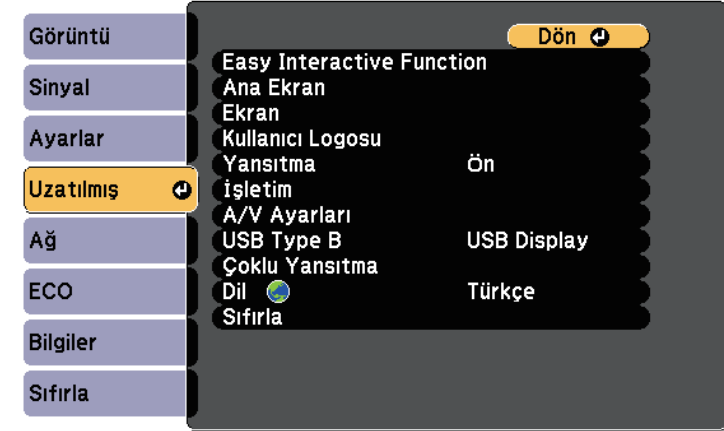 Görüntü
Sinyal
Ayarlar
Uzatılmış
Ağ
ECO
Bilgiler
Sıfırla
Dön
Easy Interactive Function
Ana Ekran
Ekran
Kullanıcı Logosu
Yansıtma Ön
İşletim
A/V Ayarları
USB Type B USB Display
Çoklu Yansıtma
Dil Türkçe
Sıfırla